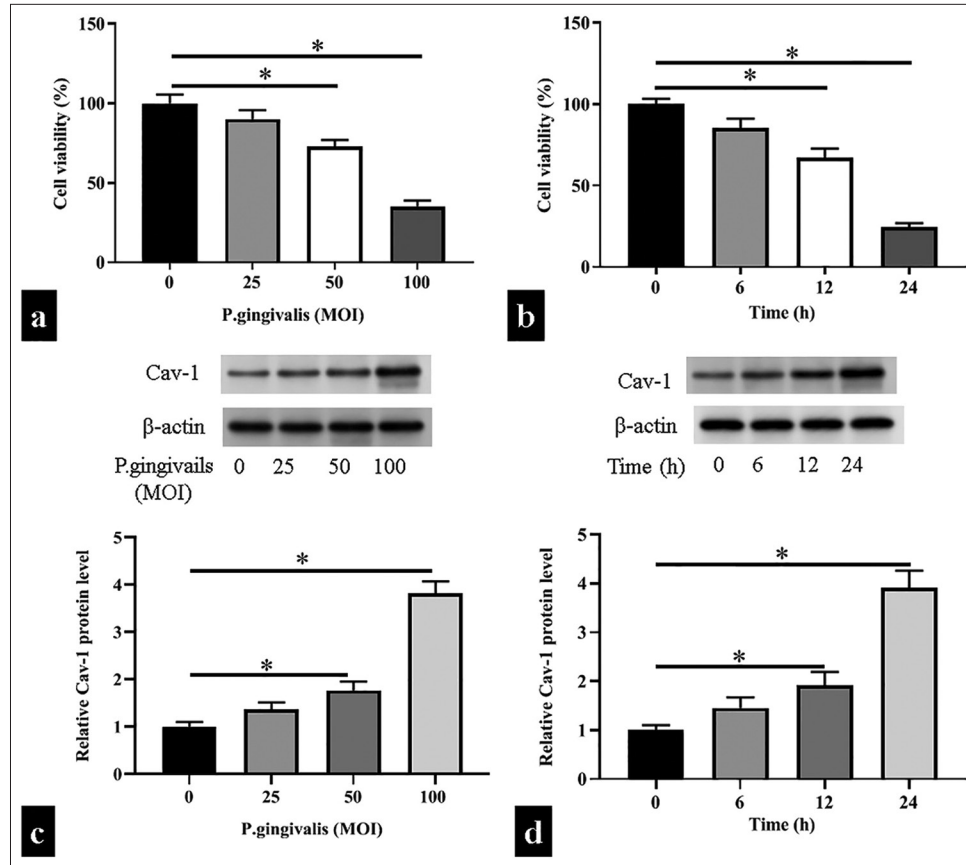 150
100
50
0
Cell viability (%)
*
*
0 25 50 100
P.gingivalis (MOI)
a
150
100
50
0
Cell viability (%)
*
*
0 6 12 24
Time (h)
b
Cav-1
β-actin
P.gingivails 0 25 50 100
(MOI)
Cav-1
β-actin
Time (h) 0 6 12 24
5
4
3
2
1
0
Relative Cav-1 protein level
*
*
0 25 50 100
P.gingivalis (MOI)
c
5
4
3
2
1
0
Relative Cav-1 protein level
*
*
0 6 12 24
Time (h)
d